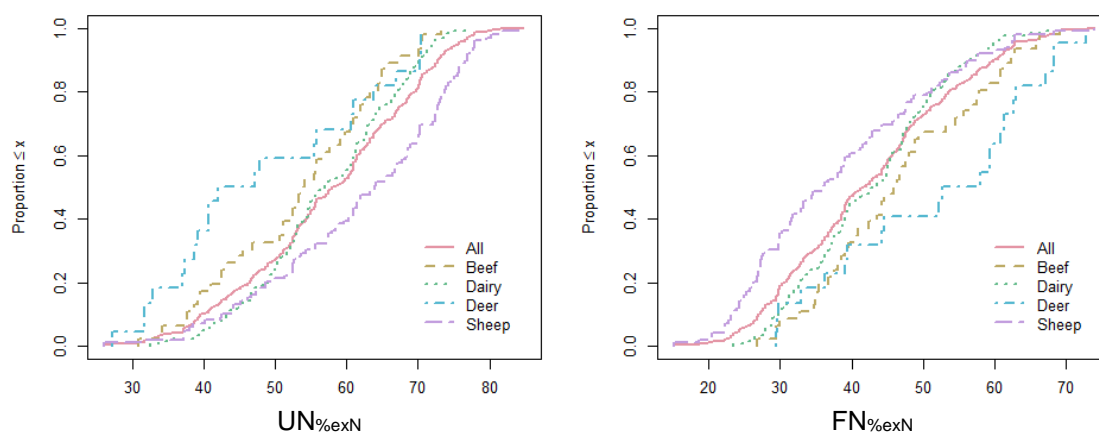 1.0
0.8
0.6
0.4
0.2
0.0
Proportion ≤ x
All
Beef
Dairy
Deer
Sheep
30 40 50 60 70 80
UN%exN
1.0
0.8
0.6
0.4
0.2
0.0
Proportion ≤ x
All
Beef
Dairy
Deer
Sheep
20 30 40 50 60 70
FN%exN